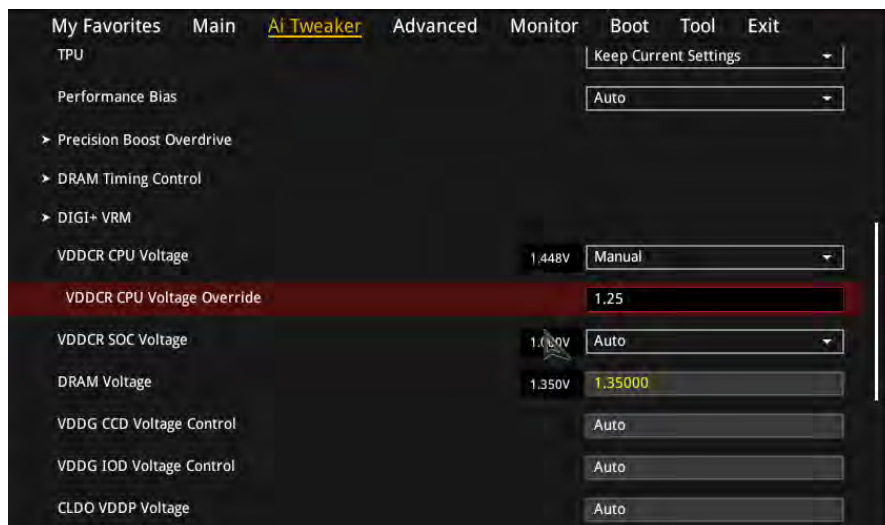 My Favorites Main Ai Tweaker Advanced Monitor Boot Tool Exit
TPU Keep Current Settings
Performance Bias Auto
Precision Boost Overdrive
DRAM Timing Control
DIGI+ VRM
VDDCR CPU Voltage 1.448V Manual
VDDCR CPU Voltage Override 1.25
VDDCR SOC Voltage Auto
DRAM Voltage 1.350V 1.35000
VDDG CCD Voltage Control Auto
VDDG IOD Voltage Control Auto
CLDO VDDP Voltage Auto